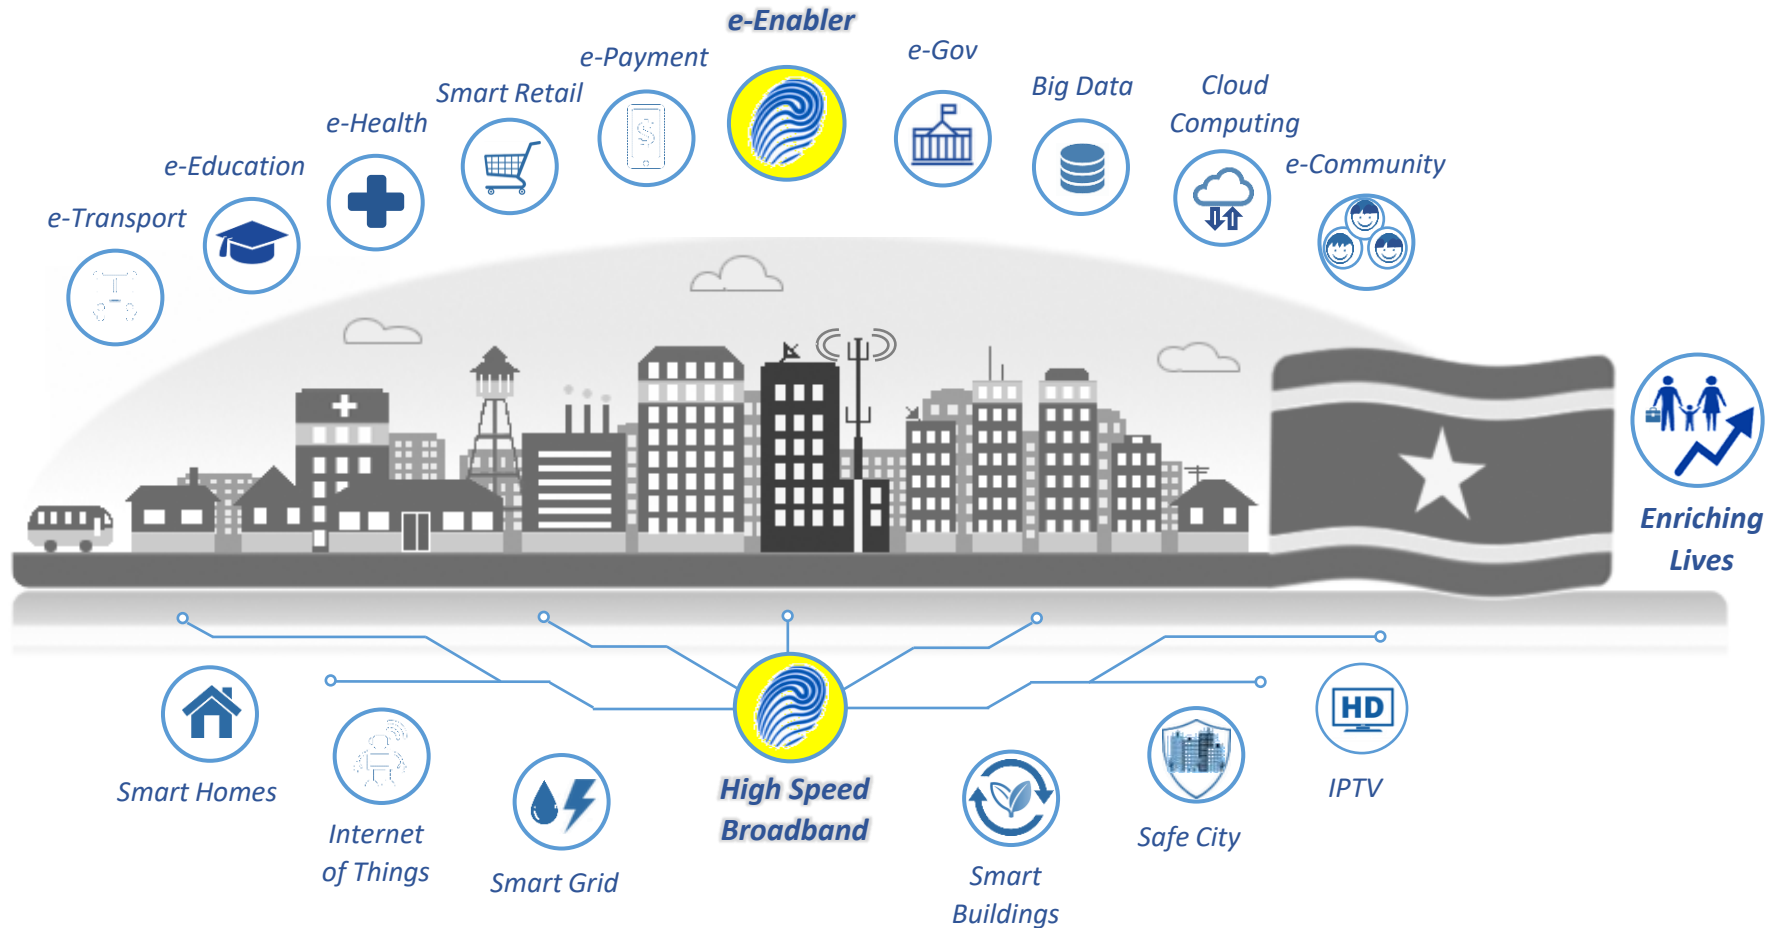 e-Enabler
e-Payment
e-Gov
Smart Retail
Big Data
Cloud
Computing
e-Health
e-Community
e-Education
e-Transport
$
Enriching
Lives
HD
Smart Homes
Internet
of Things
Smart Grid
High Speed
Broadband
Smart
Buildings
Safe City
IPTV